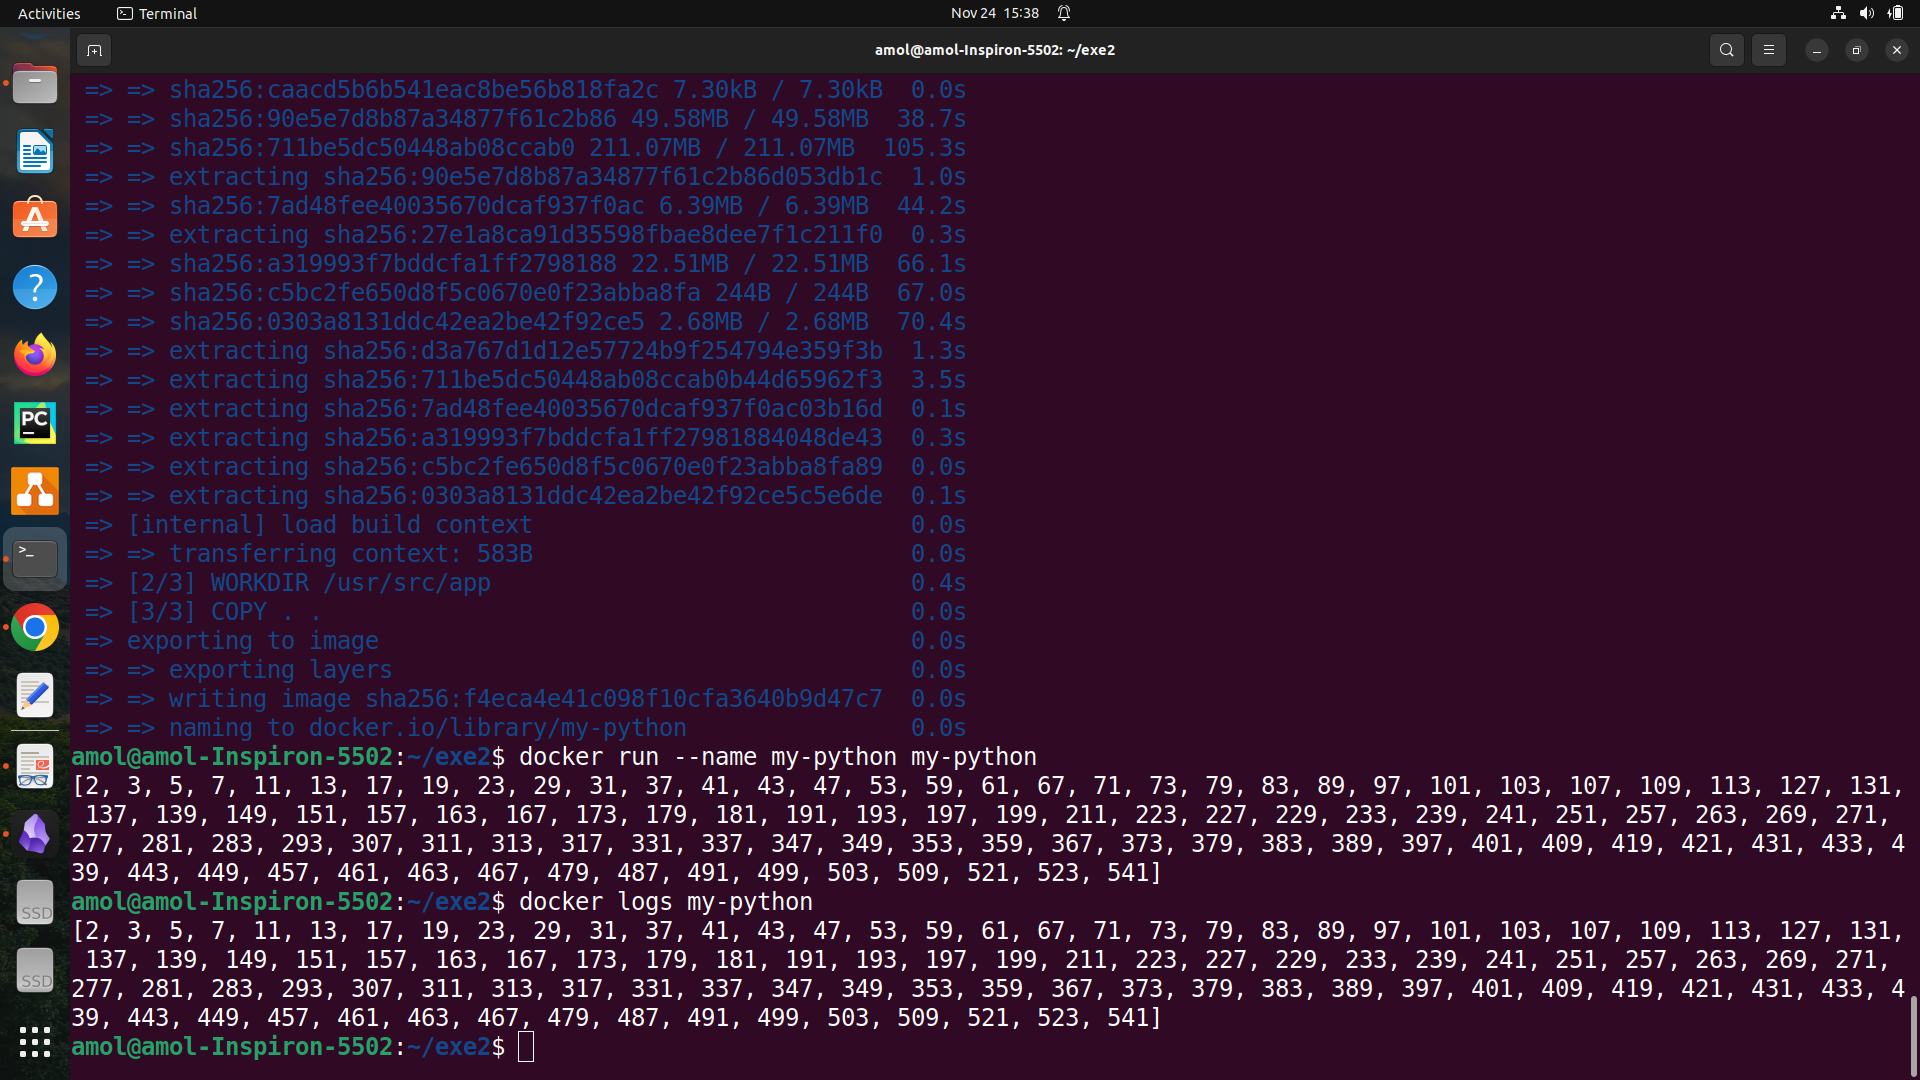 Activities
Terminal
Nov 24 15:38
amol@amol-Inspiron-5502: ~/exe2
=> => sha256:caacd5b6b541eac8be56b818fa2c 7.30kB / 7.30kB 0.0s
=> => sha256:90e5e7d8b87a34877f61c2b86 49.58MB / 49.58MB 38.7s
=> => sha256:711be5dc50448ab08ccab0 211.07MB / 211.07MB 105.3s
=> => extracting sha256:90e5e7d8b87a34877f61c2b86d053db1c 1.0s
=> => sha256:7ad48fee40035670dcaf937f0ac 6.39MB / 6.39MB 44.2s
=> => extracting sha256:27e1a8ca91d35598fbae8dee7f1c211f0 0.3s
=> => sha256:a319993f7bddcfa1ff2798188 22.51MB / 22.51MB 66.1s
=> => sha256:c5bc2fe650d8f5c0670e0f23abba8fa 244B / 244B 67.0s
=> => sha256:0303a8131ddc42ea2be42f92ce5 2.68MB / 2.68MB 70.4s
=> => extracting sha256:d3a767d1d12e57724b9f254794e359f3b 1.3s
=> => extracting sha256:711be5dc50448ab08ccab0b44d65962f3 3.5s
=> => extracting sha256:7ad48fee40035670dcaf937f0ac03b16d 0.1s
=> => extracting sha256:a319993f7bddcfa1ff27981884048de43 0.3s
=> => extracting sha256:c5bc2fe650d8f5c0670e0f23abba8fa89 0.0s
=> => extracting sha256:0303a8131ddc42ea2be42f92ce5c5e6de 0.1s
=> [internal] load build context 0.0s
=> => transferring context: 583B 0.0s
=> [2/3] WORKDIR /usr/src/app 0.4s
=> [3/3] COPY . . 0.0s
=> exporting to image 0.0s
=> => exporting layers 0.0s
=> => writing image sha256:f4eca4e41c098f10cfa3640b9d47c7 0.0s
=> => naming to docker.io/library/my-python 0.0s
amol@amol-Inspiron-5502:~/exe2$ docker run --name my-python my-python
[2, 3, 5, 7, 11, 13, 17, 19, 23, 29, 31, 37, 41, 43, 47, 53, 59, 61, 67, 71, 73, 79, 83, 89, 97, 101, 103, 107, 109, 113, 127, 131,
137, 139, 149, 151, 157, 163, 167, 173, 179, 181, 191, 193, 197, 199, 211, 223, 227, 229, 233, 239, 241, 251, 257, 263, 269, 271,
277, 281, 283, 293, 307, 311, 313, 317, 331, 337, 347, 349, 353, 359, 367, 373, 379, 383, 389, 397, 401, 409, 419, 421, 431, 433, 4
39, 443, 449, 457, 461, 463, 467, 479, 487, 491, 499, 503, 509, 521, 523, 541]
amol@amol-Inspiron-5502:~/exe2$ docker logs my-python
[2, 3, 5, 7, 11, 13, 17, 19, 23, 29, 31, 37, 41, 43, 47, 53, 59, 61, 67, 71, 73, 79, 83, 89, 97, 101, 103, 107, 109, 113, 127, 131,
137, 139, 149, 151, 157, 163, 167, 173, 179, 181, 191, 193, 197, 199, 211, 223, 227, 229, 233, 239, 241, 251, 257, 263, 269, 271,
277, 281, 283, 293, 307, 311, 313, 317, 331, 337, 347, 349, 353, 359, 367, 373, 379, 383, 389, 397, 401, 409, 419, 421, 431, 433, 4
39, 443, 449, 457, 461, 463, 467, 479, 487, 491, 499, 503, 509, 521, 523, 541]
amol@amol-Inspiron-5502:~/exe2$
PC
SSD
SSD